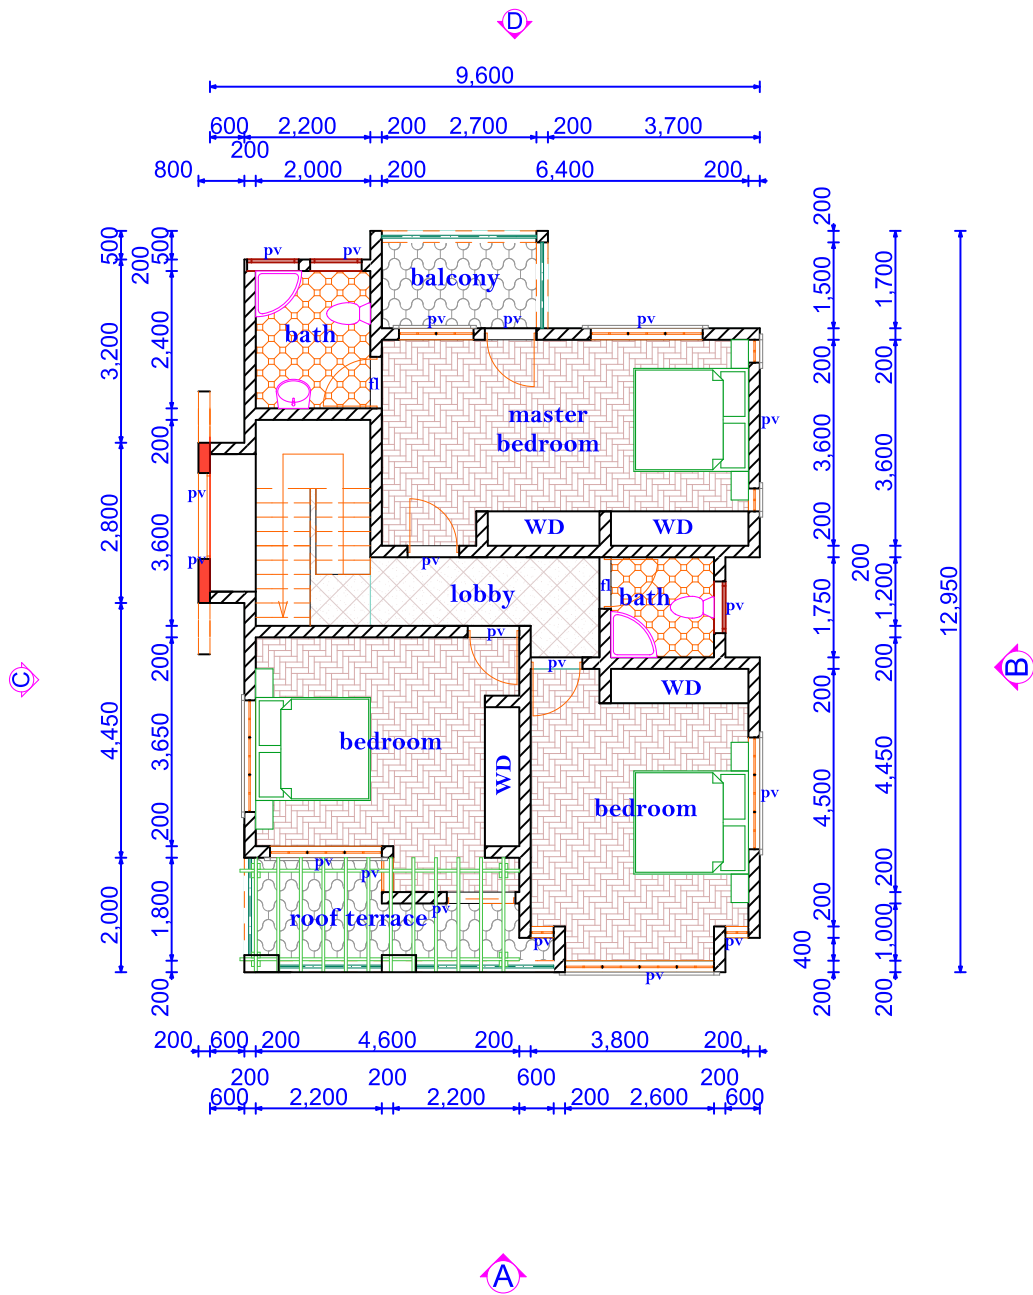 D
9,600
600 2,200 200 2,700 200 3,700
200
800 2,000 200 6,400 200
500 200 500
3,200 2,400
200
2,800 3,600
200
4,450 3,650
200
2,000 1,800
200
200
1,500 1,700
200 200
3,600 3,600
200 200
1,750 1,200
200 200
4,500 4,450
200 200
400 1,000
200 200
12,950
pv pv
balcony
bath
pv pv pv
fl
master
bedroom
pv
pv
WD WD
pv
pv
lobby
fl
bath
pv
pv
pv
WD
bedroom
WD
bedroom
pv
pv
pv
roof terrace
pv
pv pv
pv
C
B
200 600 200 4,600 200 3,800 200
200 200 600 200
600 2,200 2,200 200 2,600 600
A